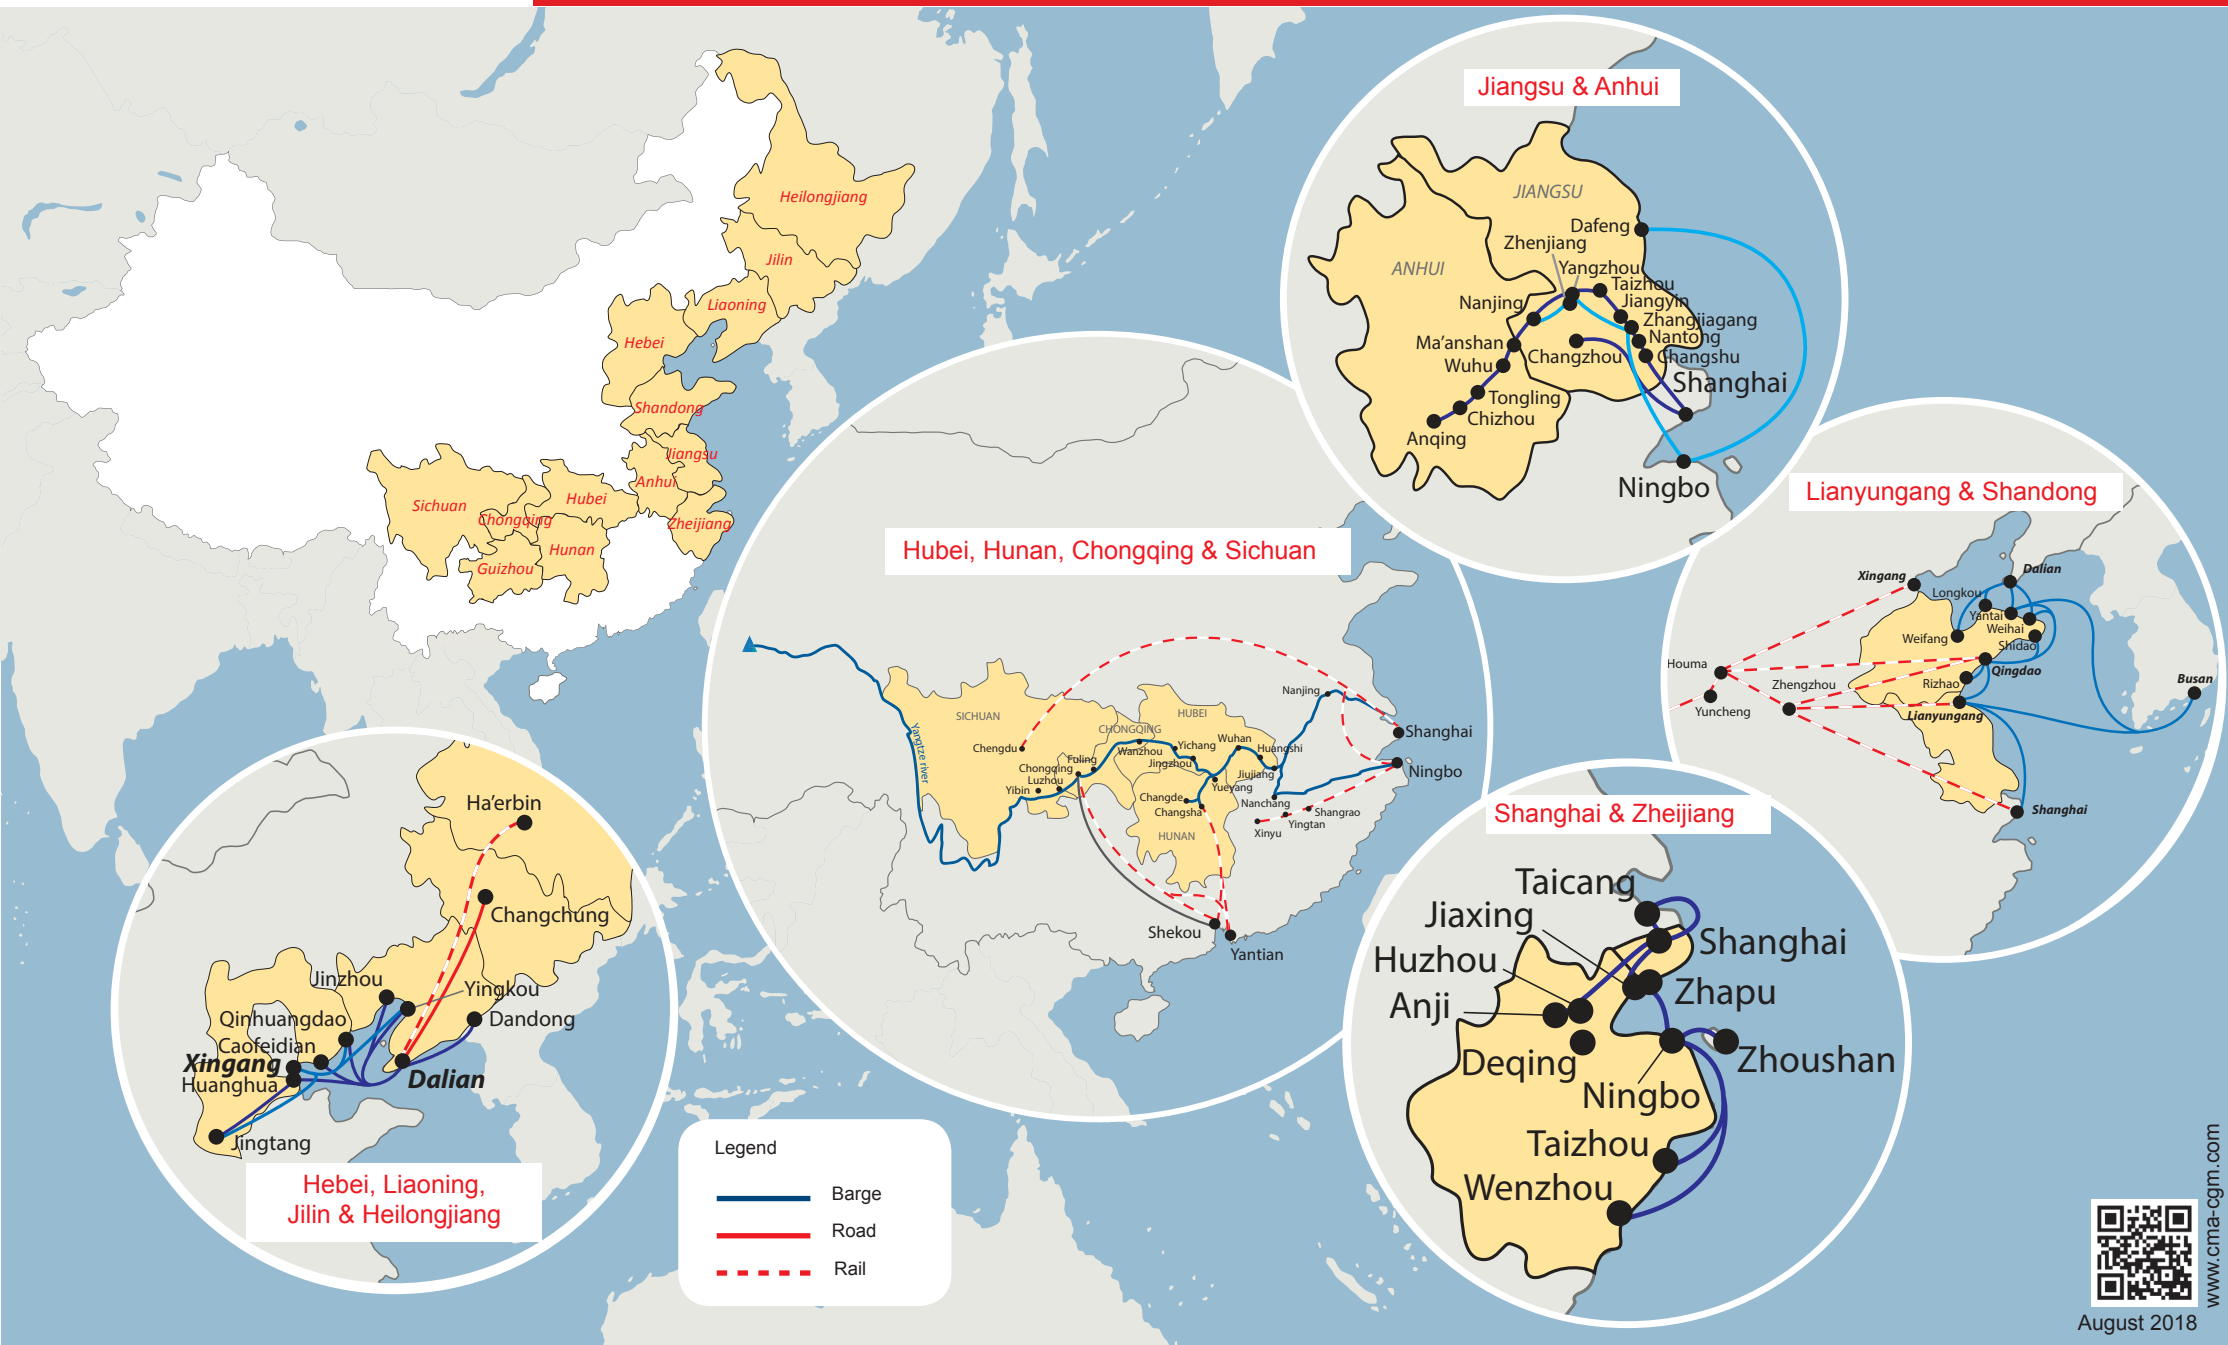 Heilongjiang
Jilin
Liaoning
Hebei
Shandong
Jiangsu
Anhui
Sichuan
Chongqing
Hubei
Zheijiang
Hunan
Guizhou
Jiangsu & Anhui
JIANGSU
ANHUI
Dafeng
Zhenjiang
Yangzhou
Taizhou
Nanjing
Jiangyin
Zhangjiagang
Nantong
Ma'anshan
Changzhou
Changshu
Wuhu
Shanghai
Tongling
Chizhou
Anqing
Ningbo
Lianyungang & Shandong
Xingang
Dalian
Longkou
Yantai
Weihai
Weifang
Shidao
Houma
Qingdao
Zhengzhou
Rizhao
Busan
Yuncheng
Lianyungang
Shanghai
Hubei, Hunan, Chongqing & Sichuan
Nanjing
SICHUAN
HUBEI
CHONGQING
Yangtze river
Shanghai
Chengdu
Wuhan
Wanzhou
Yichang
Huangshi
Fuling
Jingzhou
Chongqing
Ningbo
Luzhou
Jiujiang
Yibin
Yueyang
Changde
Nanchang
Changsha
Shangrao
Yingtan
Xinyu
HUNAN
Shekou
Yantian
Ha'erbin
Changchung
Jinzhou
Yingkou
Qinhuangdao
Dandong
Caofeidian
Xingang
Huanghua
Dalian
Jingtang
Hebei, Liaoning,
Jilin & Heilongjiang
Shanghai & Zheijiang
Taicang
Jiaxing
Shanghai
Huzhou
Zhapu
Anji
Deqing
Zhoushan
Ningbo
Taizhou
Wenzhou
Legend
Barge
Road
Rail
www.cma-cgm.com
August 2018